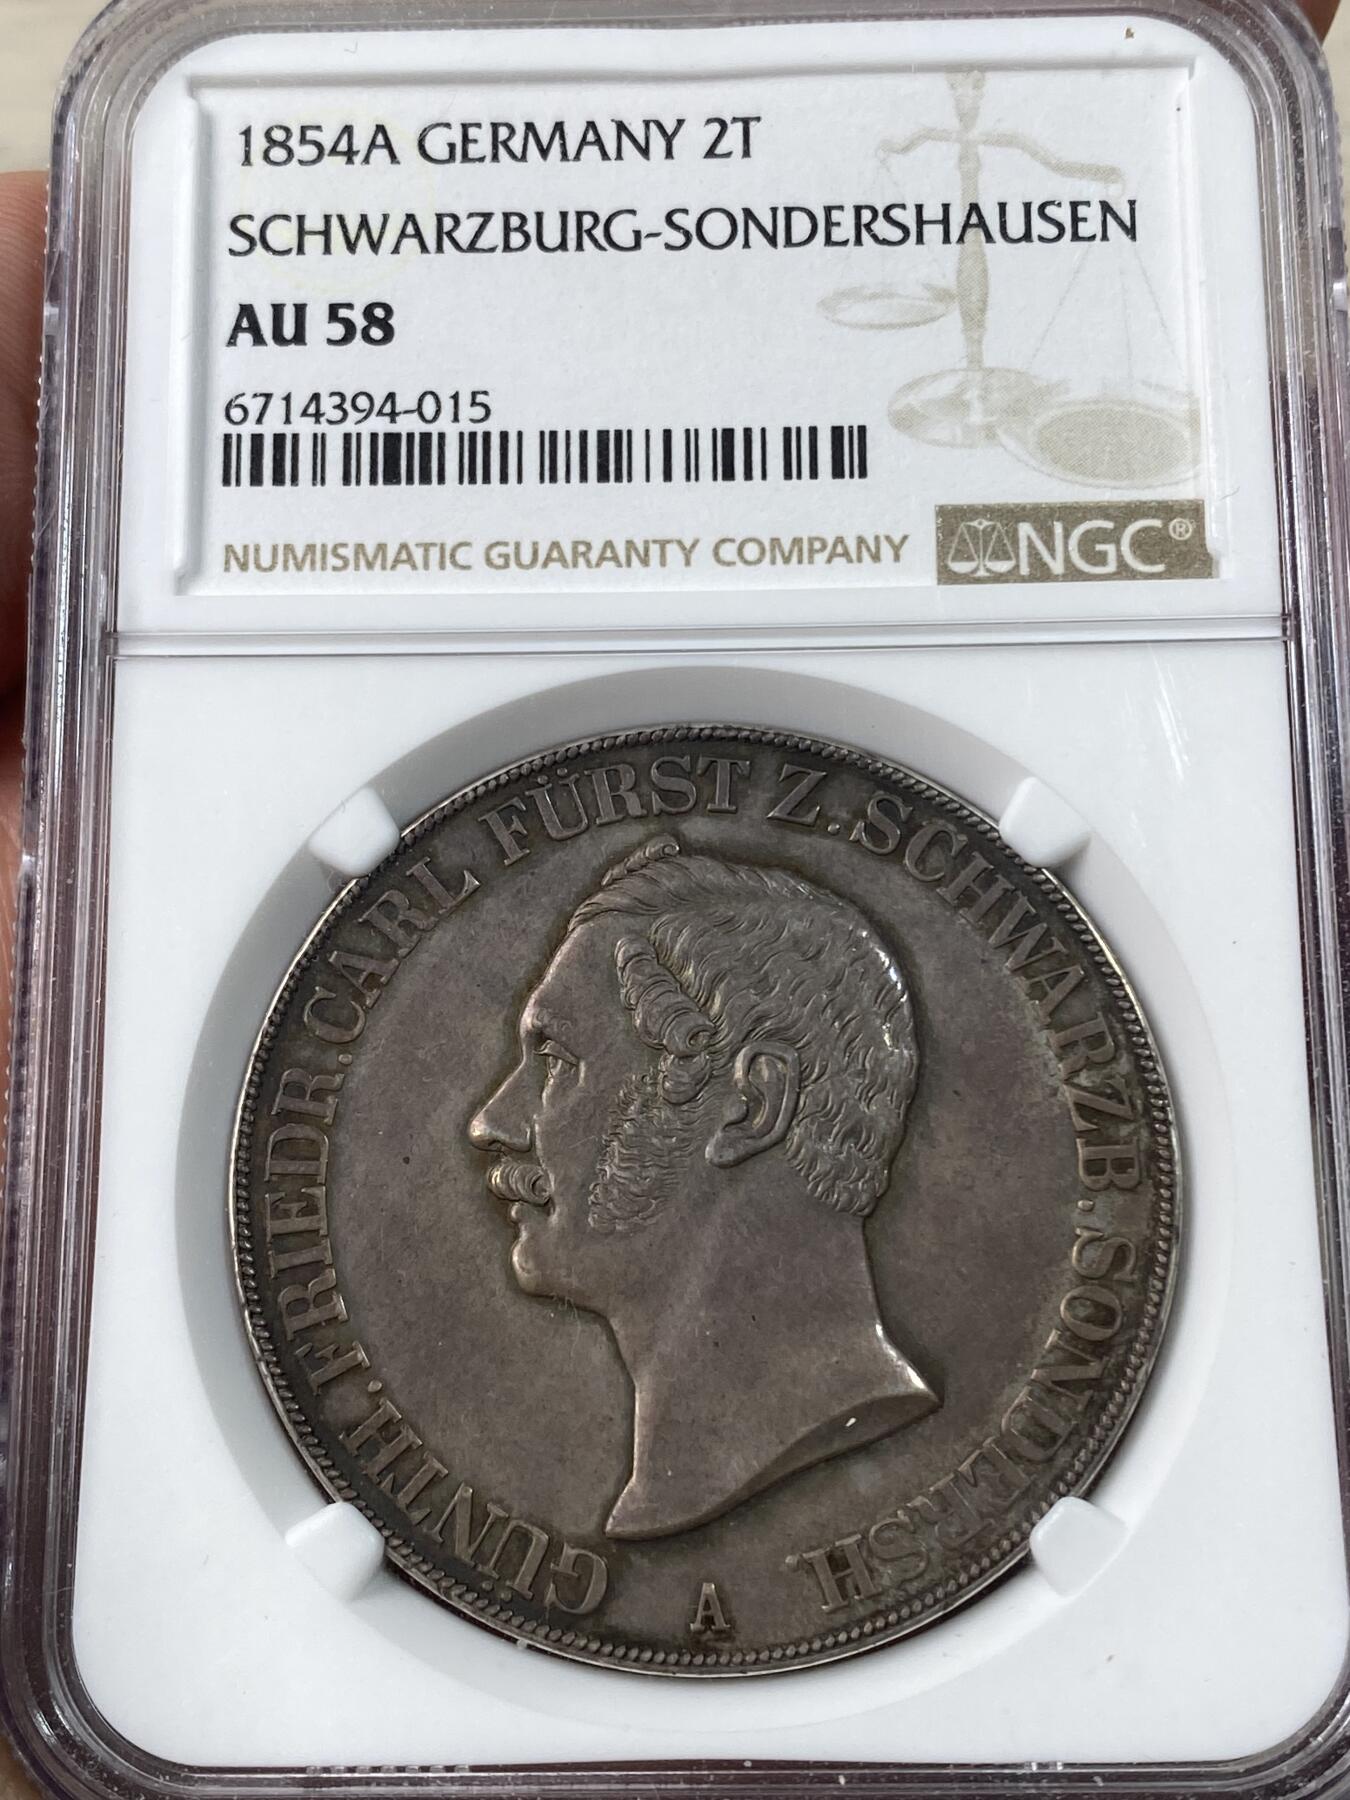 1854A GERMANY 2T
SCHWARZBURG-SONDERSHAUSEN
AU 58
6714394-015
NUMISMATIC GUARANTY COMPANY
NGC®
GÜNTH. FRIEDR. CARL FÜRST Z. SCHWARZB. SONDERSH.
A